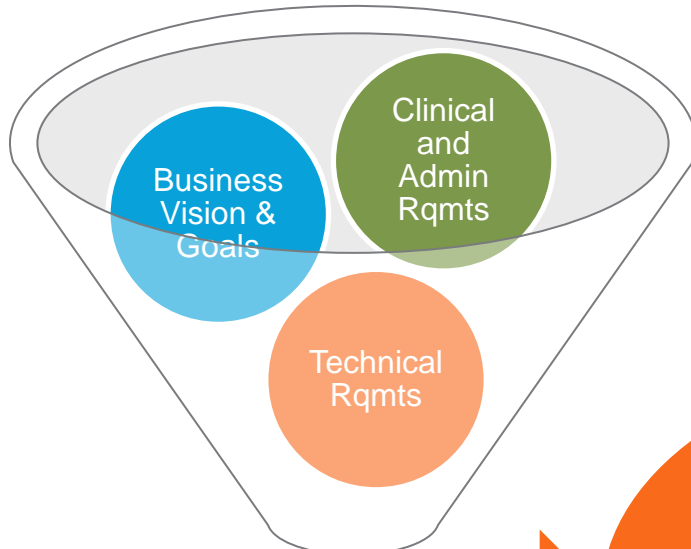 Business
Vision &
Goals
Clinical
and
Admin
Rqmts
Technical
Rqmts